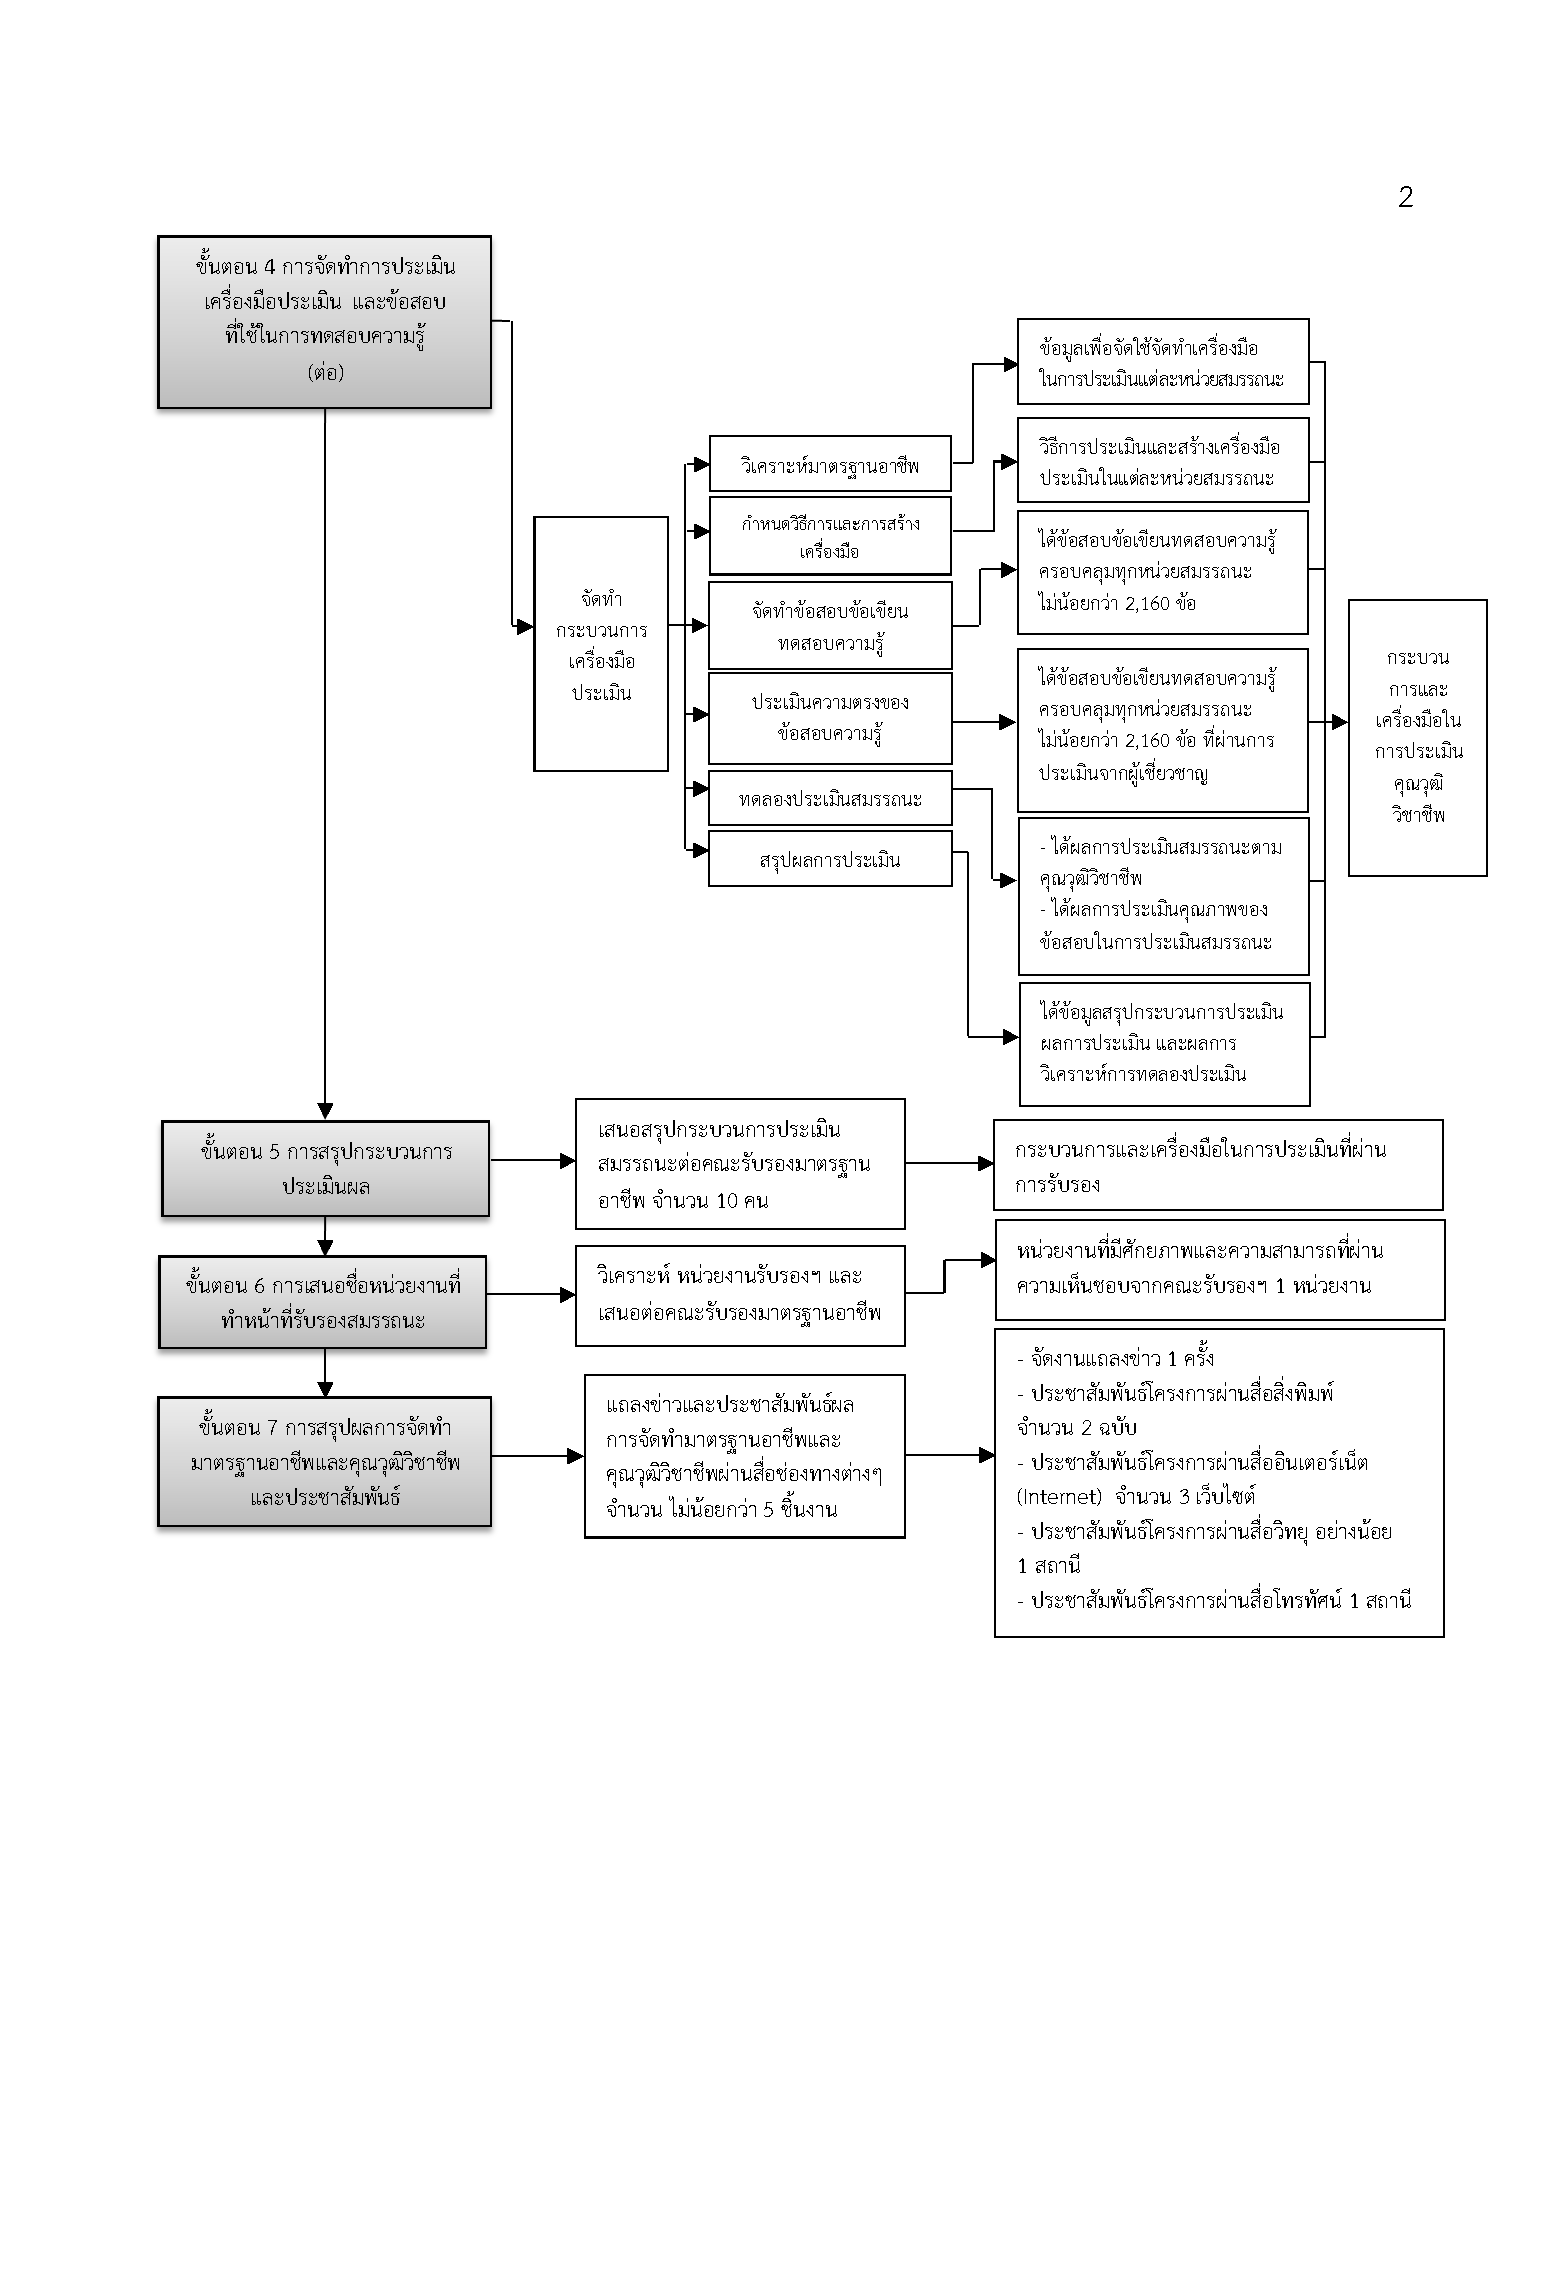 2
ขั้นตอน 4 การจัดทำการประเมิน
เครื่องมือประเมิน และข้อสอบ
ที่ใช้ในการทดสอบความรู้
(ต่อ)
จัดทำ
กระบวนการ
เครื่องมือ
ประเมิน
วิเคราะห์มาตรฐานอาชีพ
กำหนดวิธีการและการสร้าง
เครื่องมือ
จัดทำข้อสอบข้อเขียน
ทดสอบความรู้
ประเมินความตรงของ
ข้อสอบความรู้
ทดลองประเมินสมรรถนะ
สรุปผลการประเมิน
ข้อมูลเพื่อจัดใช้จัดทำเครื่องมือ
ในการประเมินแต่ละหน่วยสมรรถนะ
วิธีการประเมินและสร้างเครื่องมือ
ประเมินในแต่ละหน่วยสมรรถนะ
ได้ข้อสอบข้อเขียนทดสอบความรู้
ครอบคลุมทุกหน่วยสมรรถนะ
ไม่น้อยกว่า 2,160 ข้อ
ได้ข้อสอบข้อเขียนทดสอบความรู้
ครอบคลุมทุกหน่วยสมรรถนะ
ไม่น้อยกว่า 2,160 ข้อ ที่ผ่านการ
ประเมินจากผู้เชี่ยวชาญ
- ได้ผลการประเมินสมรรถนะตาม
คุณวุฒิวิชาชีพ
- ได้ผลการประเมินคุณภาพของ
ข้อสอบในการประเมินสมรรถนะ
ได้ข้อมูลสรุปกระบวนการประเมิน
ผลการประเมิน และผลการ
วิเคราะห์การทดลองประเมิน
กระบวน
การและ
เครื่องมือใน
การประเมิน
คุณวุฒิ
วิชาชีพ
ขั้นตอน 5 การสรุปกระบวนการ
ประเมินผล
เสนอสรุปกระบวนการประเมิน
สมรรถนะต่อคณะรับรองมาตรฐาน
อาชีพ จำนวน 10 คน
กระบวนการและเครื่องมือในการประเมินที่ผ่าน
การรับรอง
ขั้นตอน 6 การเสนอชื่อหน่วยงานที่
ทำหน้าที่รับรองสมรรถนะ
วิเคราะห์ หน่วยงานรับรองฯ และ
เสนอต่อคณะรับรองมาตรฐานอาชีพ
หน่วยงานที่มีศักยภาพและความสามารถที่ผ่าน
ความเห็นชอบจากคณะรับรองฯ 1 หน่วยงาน
ขั้นตอน 7 การสรุปผลการจัดทำ
มาตรฐานอาชีพและคุณวุฒิวิชาชีพ
และประชาสัมพันธ์
แถลงข่าวและประชาสัมพันธ์ผล
การจัดทำมาตรฐานอาชีพและ
คุณวุฒิวิชาชีพผ่านสื่อช่องทางต่างๆ
จำนวน ไม่น้อยกว่า 5 ชิ้นงาน
- จัดงานแถลงข่าว 1 ครั้ง
- ประชาสัมพันธ์โครงการผ่านสื่อสิ่งพิมพ์
จำนวน 2 ฉบับ
- ประชาสัมพันธ์โครงการผ่านสื่ออินเตอร์เน็ต
(Internet) จำนวน 3 เว็บไซต์
- ประชาสัมพันธ์โครงการผ่านสื่อวิทยุ อย่างน้อย
1 สถานี
- ประชาสัมพันธ์โครงการผ่านสื่อโทรทัศน์ 1 สถานี